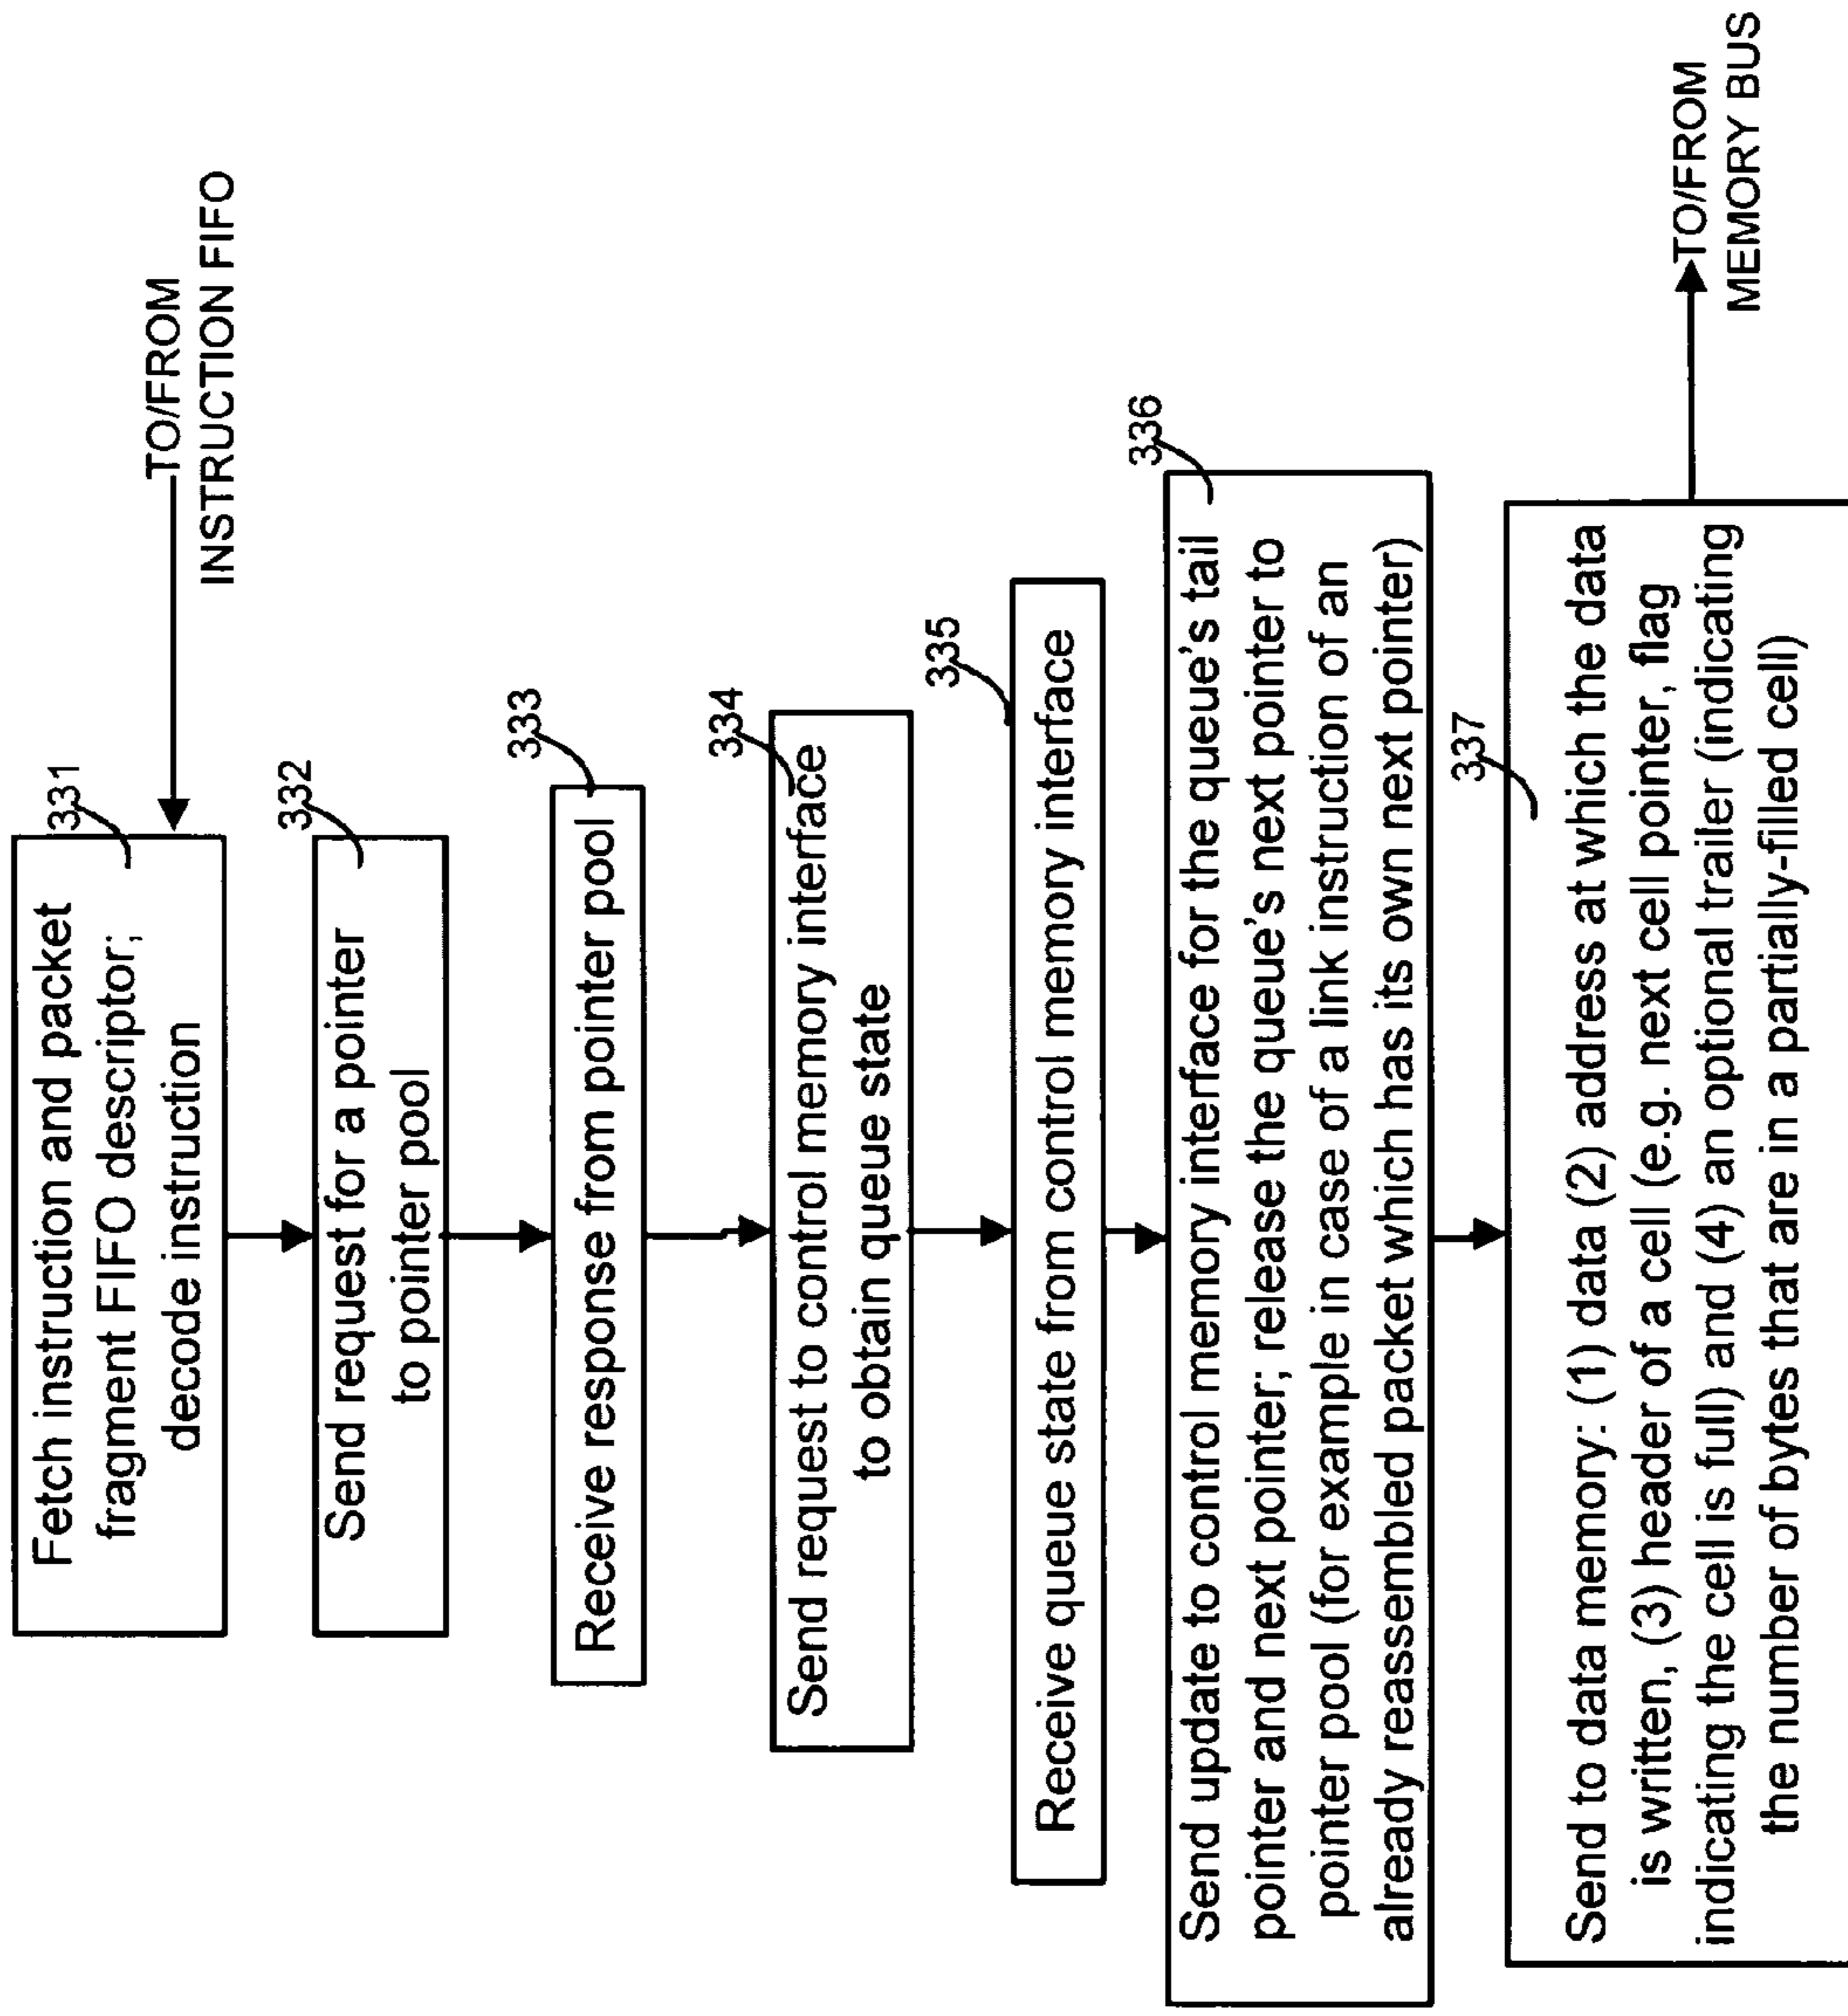 331
Fetch instruction and packet
fragment FIFO descriptor;
decode instruction
TO/FROM
INSTRUCTION FIFO
332
Send request for a pointer
to pointer pool
333
Receive response from pointer pool
334
Send request to control memory interface
to obtain queue state
335
Receive queue state from control memory interface
336
Send update to control memory interface for the queue's tail
pointer and next pointer; release the queue's next pointer to
pointer pool (for example in case of a link instruction of an
already reassembled packet which has its own next pointer)
337
Send to data memory: (1) data (2) address at which the data
is written, (3) header of a cell (e.g. next cell pointer, flag
indicating the cell is full) and (4) an optional trailer (indicating
the number of bytes that are in a partially-filled cell)
TO/FROM
MEMORY BUS